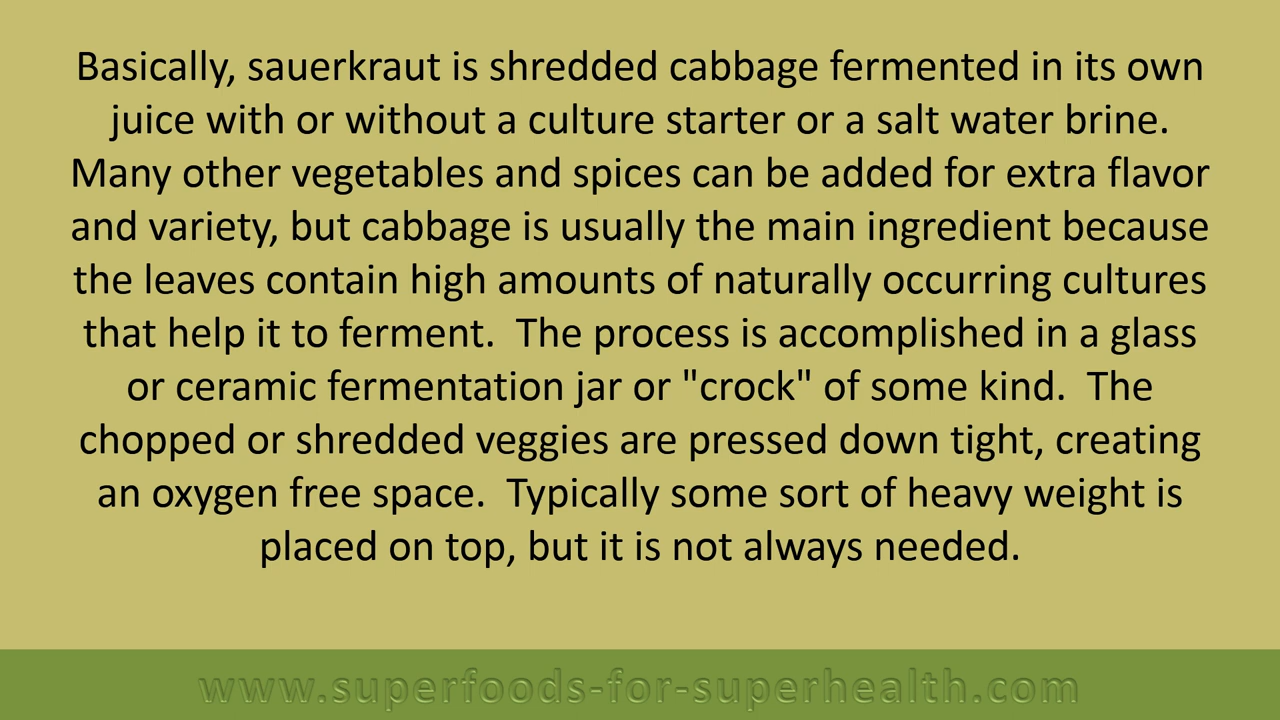 Basically, sauerkraut is shredded cabbage fermented in its own
juice with or without a culture starter or a salt water brine.
Many other vegetables and spices can be added for extra flavor
and variety, but cabbage is usually the main ingredient because
the leaves contain high amounts of naturally occurring cultures
that help it to ferment.  The process is accomplished in a glass
or ceramic fermentation jar or "crock" of some kind.  The
chopped or shredded veggies are pressed down tight, creating
an oxygen free space.  Typically some sort of heavy weight is
placed on top, but it is not always needed.
www.superfoods-for-superhealth.com